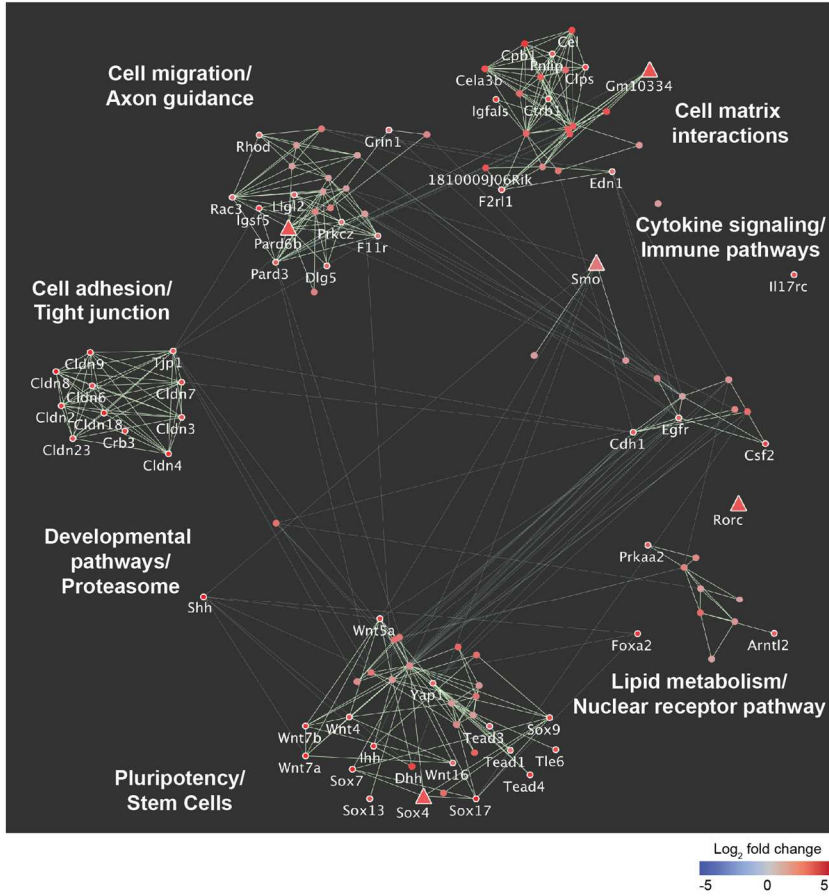 Cel
Cpb1
Pnlip
Cela3b
Clps
Gm10334
Igfals
Ctrb1
Cell migration/
Axon guidance
Cell matrix
interactions
Rhod
Grin1
1810009J06Rik
Edn1
F2rl1
Rac3
Llgl2
Igsf5
Prkcz
Pard6b
F11r
Pard3
Dlg5
Cytokine signaling/
Immune pathways
Smo
Il17rc
Cell adhesion/
Tight junction
Cldn9
Tjp1
Cldn8
Cldn6
Cldn7
Cldn2
Cldn18
Cldn3
Crb3
Cldn23
Cldn4
Cdh1
Egfr
Csf2
Rorc
Developmental
pathways/
Proteasome
Prkaa2
Shh
Wnt5a
Foxa2
Arntl2
Lipid metabolism/
Nuclear receptor pathway
Yap1
Wnt7b
Wnt4
Tead3
Sox9
Ihh
Wnt7a
Sox7
Dhh
Wnt16
Tead1
Tle6
Tead4
Pluripotency/
Stem Cells
Sox13
Sox4
Sox17
Log2 fold change
-5 0 5